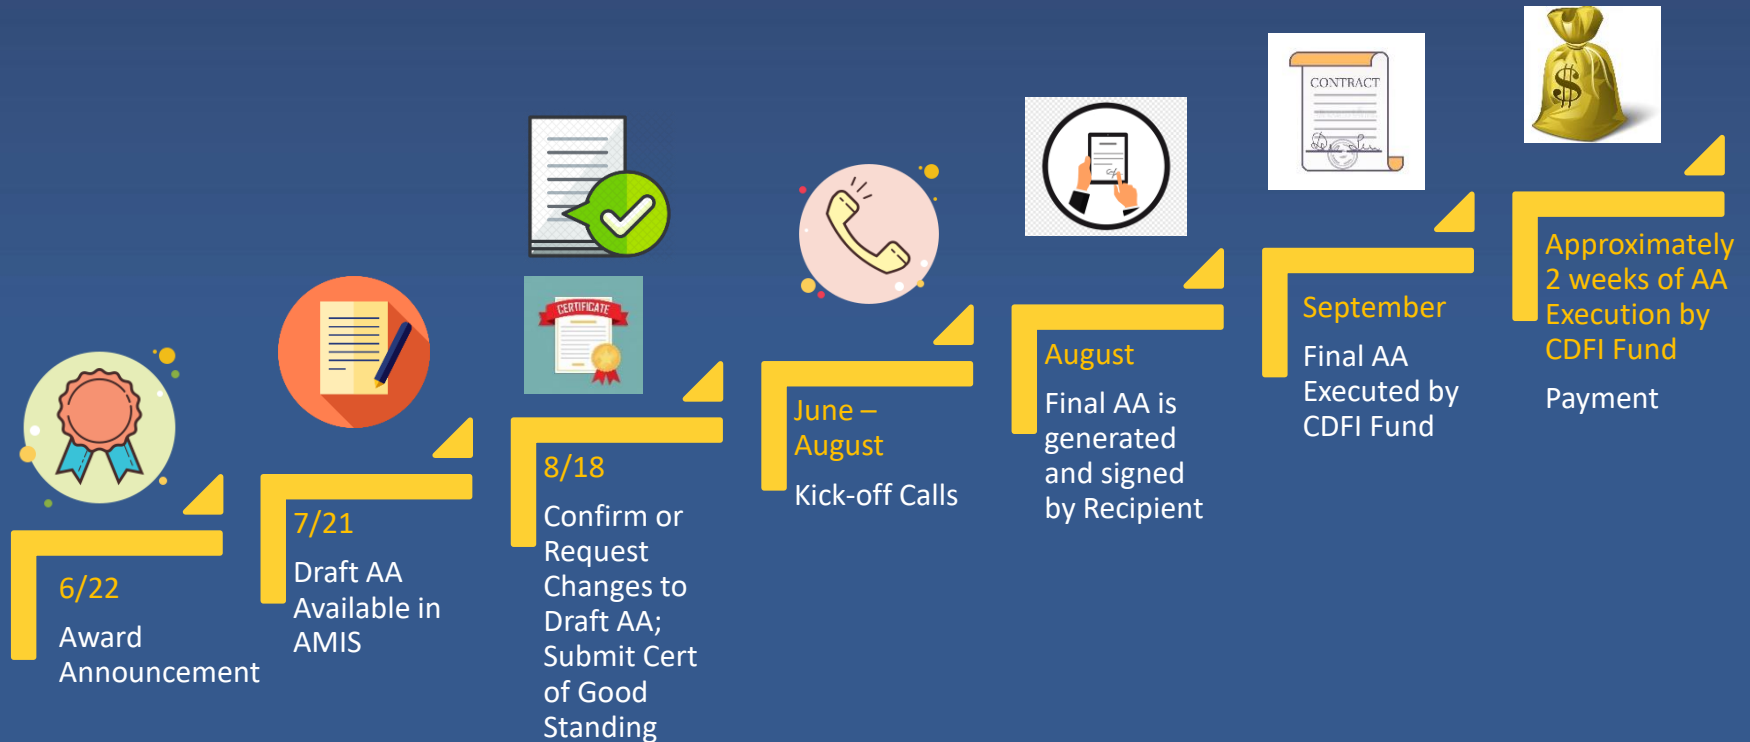 6/22
Award
Announcement
7/21
Draft AA
Available in
AMIS
CERTIFICATE
8/18
Confirm or
Request
Changes to
Draft AA;
Submit Cert
of Good
Standing
June –
August
Kick-off Calls
August
Final AA is
generated
and signed
by Recipient
CONTRACT
September
Final AA
Executed by
CDFI Fund
$
Approximately
2 weeks of AA
Execution by
CDFI Fund
Payment